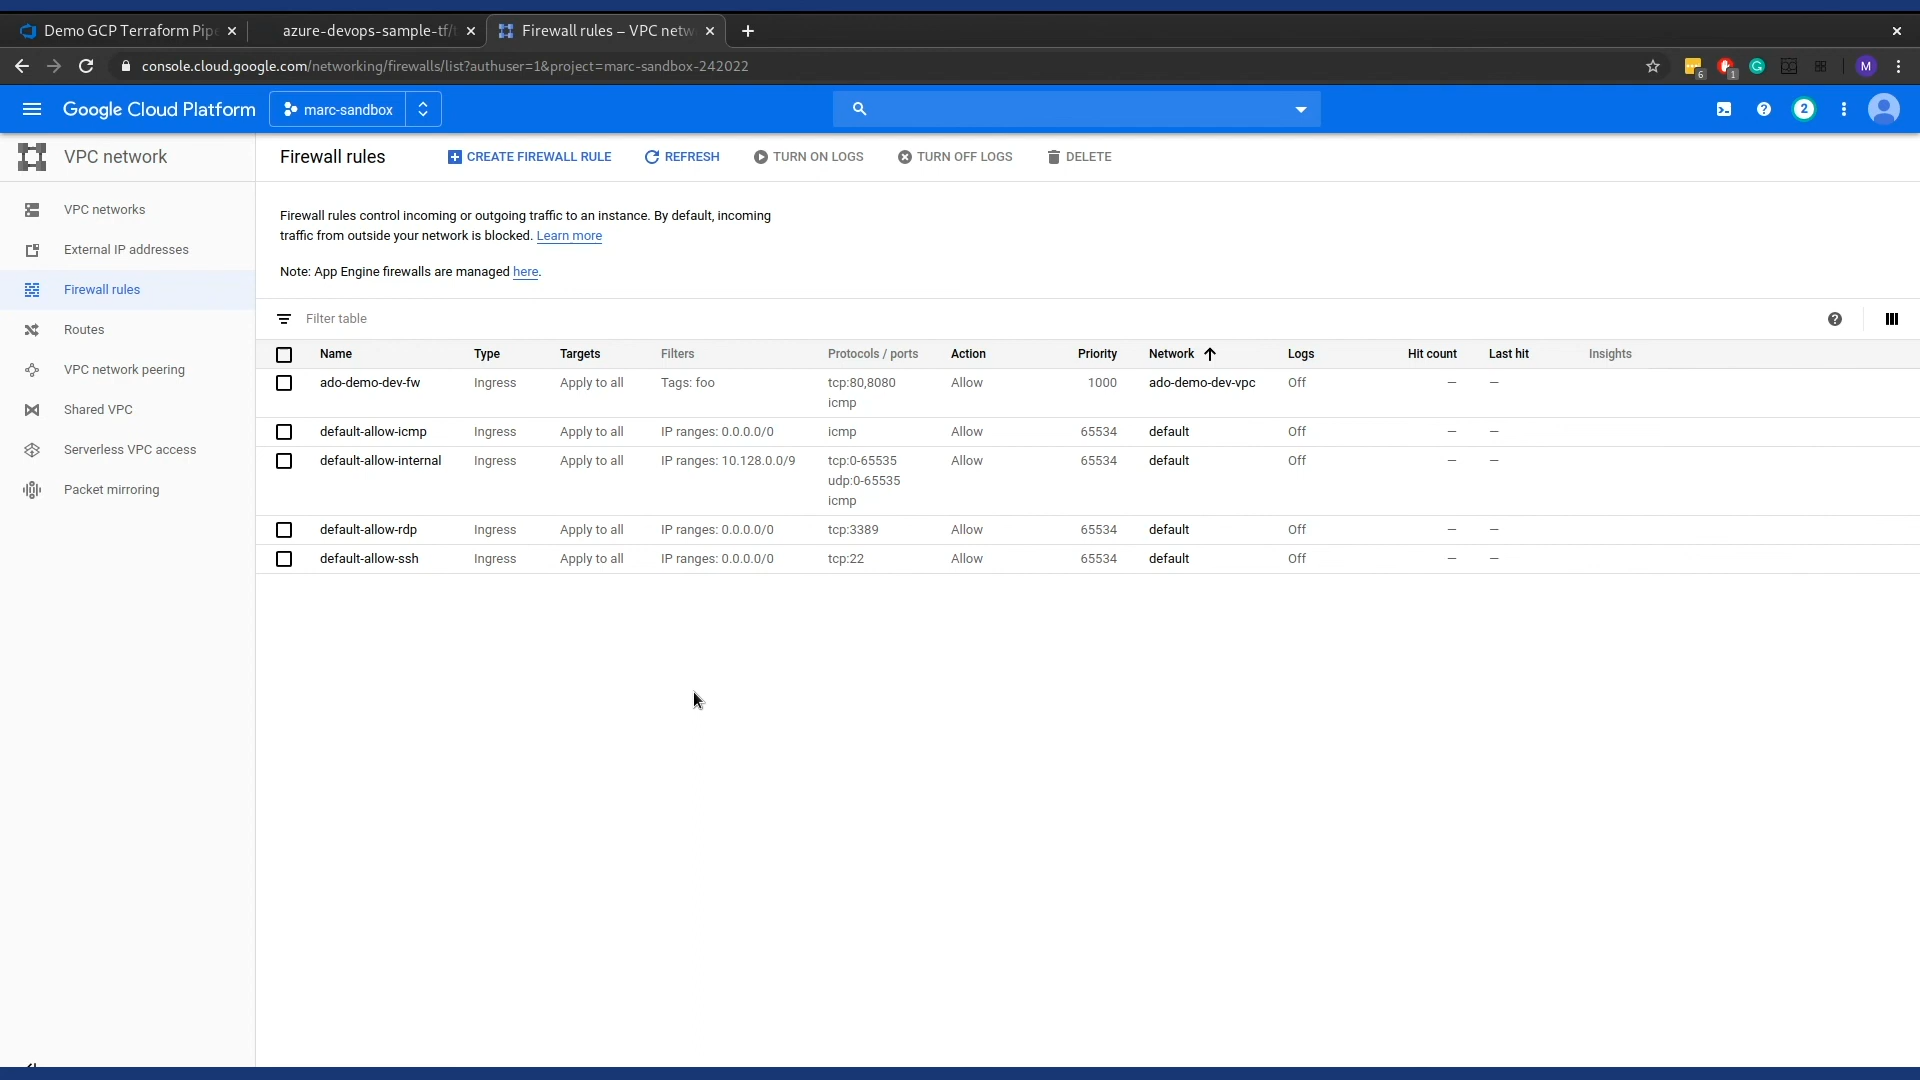 Demo GCP Terraform Pipe
azure-devops-sample-tf/t
Firewall rules – VPC netw
console.cloud.google.com/networking/firewalls/list?authuser=1&project=marc-sandbox-242022
6
1
M
Google Cloud Platform
marc-sandbox
2
VPC network
Firewall rules
CREATE FIREWALL RULE
REFRESH
TURN ON LOGS
TURN OFF LOGS
DELETE
VPC networks
External IP addresses
Firewall rules
Routes
VPC network peering
Shared VPC
Serverless VPC access
Packet mirroring
Firewall rules control incoming or outgoing traffic to an instance. By default, incoming
traffic from outside your network is blocked. Learn more
Note: App Engine firewalls are managed here.
Filter table
Name Type Targets Filters Protocols / ports Action Priority Network Logs Hit count Last hit Insights
ado-demo-dev-fw Ingress Apply to all Tags: foo tcp:80,8080 Allow 1000 ado-demo-dev-vpc Off — —
icmp
default-allow-icmp Ingress Apply to all IP ranges: 0.0.0.0/0 icmp Allow 65534 default Off — —
default-allow-internal Ingress Apply to all IP ranges: 10.128.0.0/9 tcp:0-65535 Allow 65534 default Off — —
udp:0-65535
icmp
default-allow-rdp Ingress Apply to all IP ranges: 0.0.0.0/0 tcp:3389 Allow 65534 default Off — —
default-allow-ssh Ingress Apply to all IP ranges: 0.0.0.0/0 tcp:22 Allow 65534 default Off — —